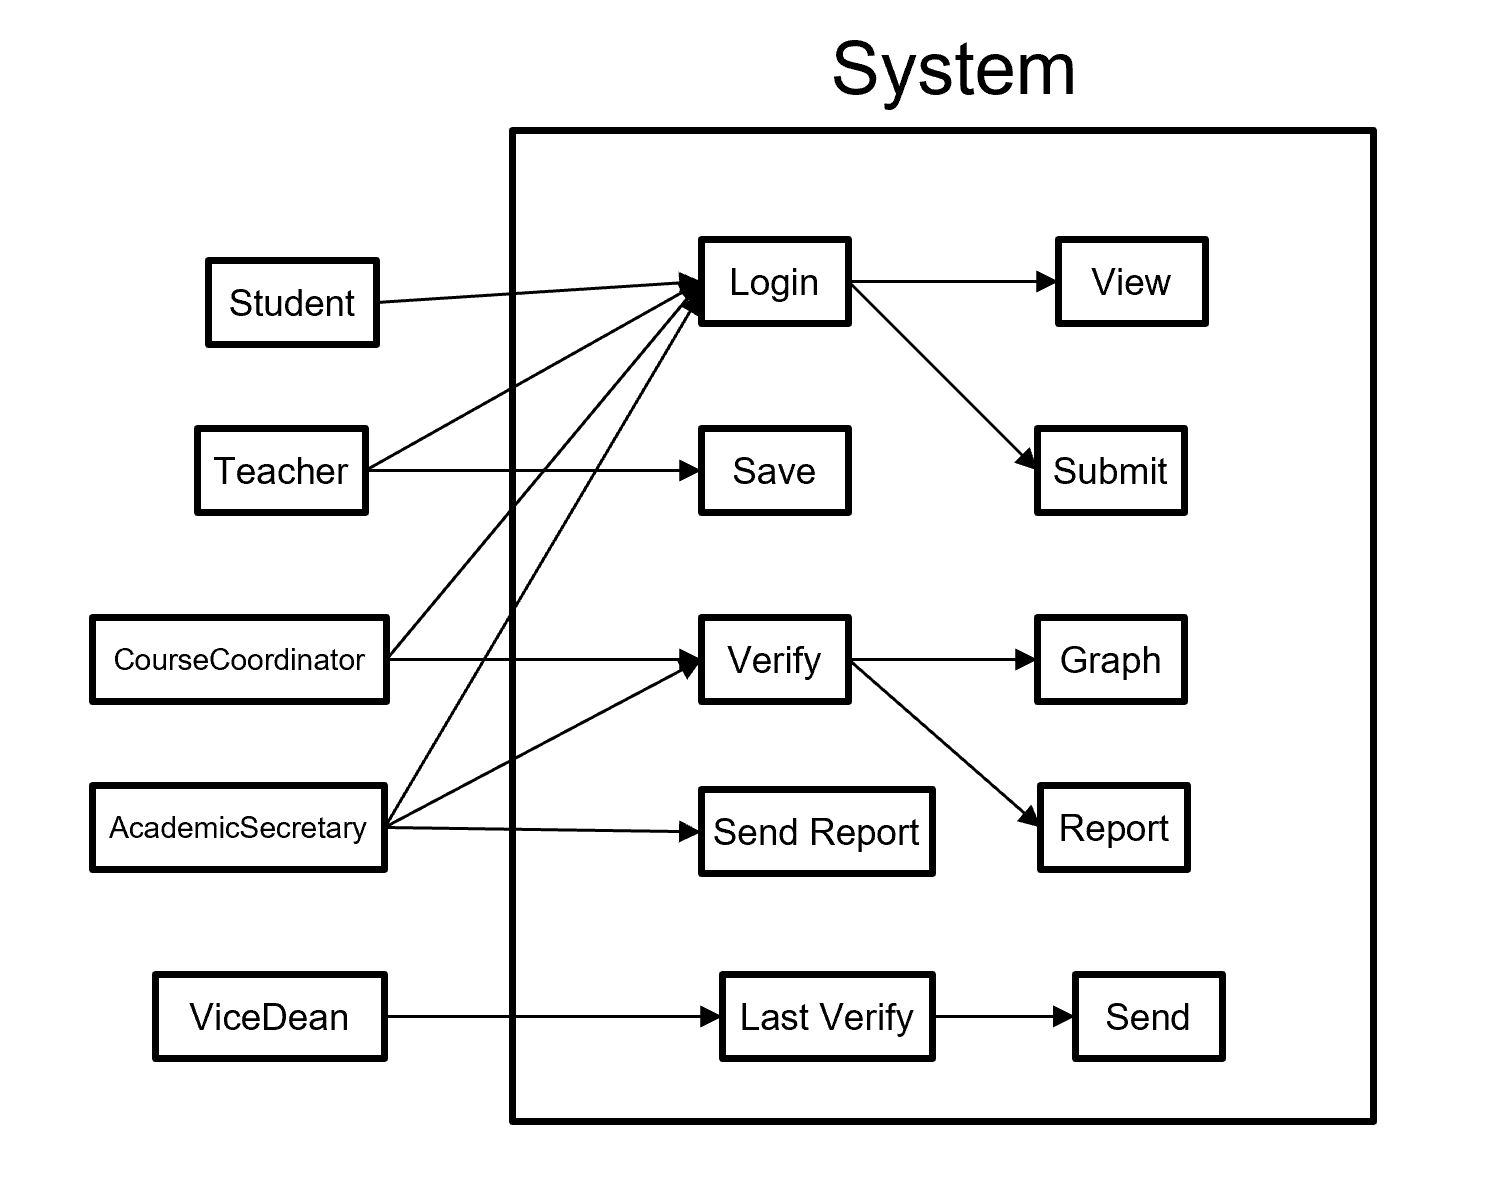 System
Student
Login
View
Teacher
Save
Submit
CourseCoordinator
Verify
Graph
AcademicSecretary
Send Report
Report
ViceDean
Last Verify
Send